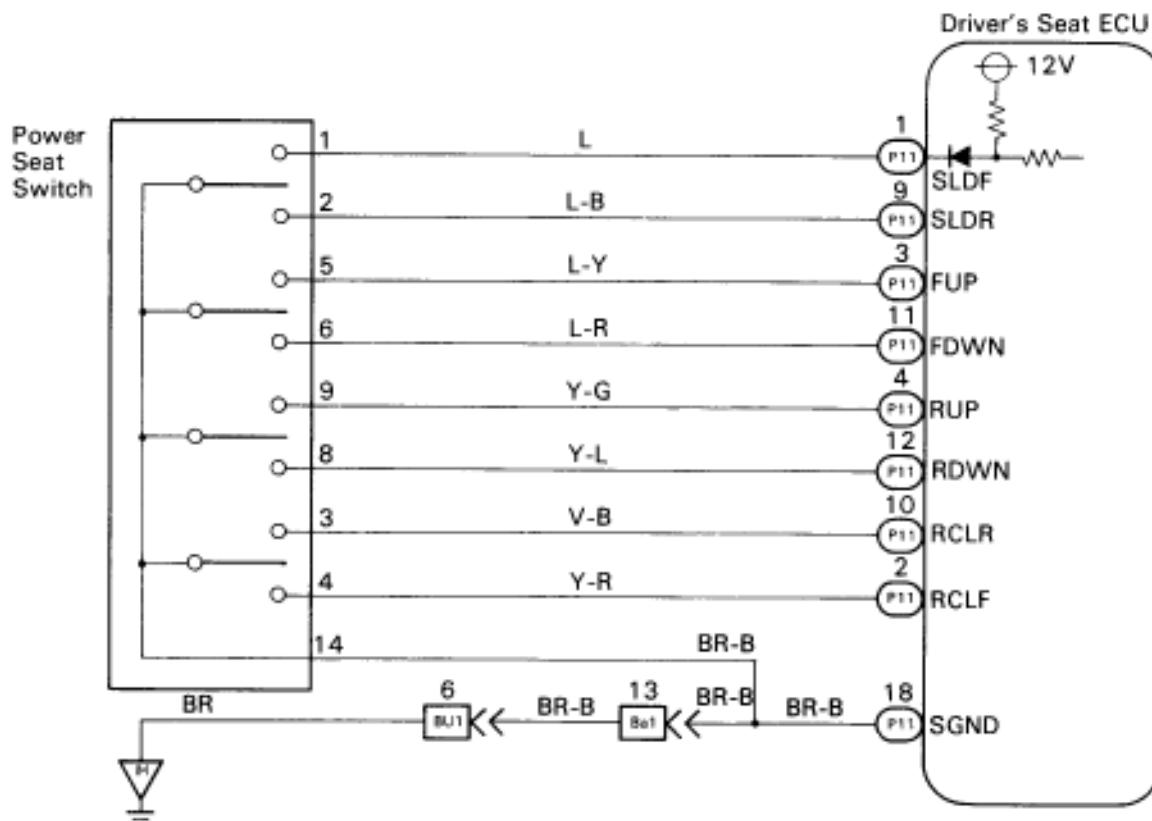 Driver's Seat ECU
12V
Power
Seat
Switch
1 L 1
P11
SLDF
2 L-B 9
P11 SLDR
5 L-Y 3
P11 FUP
6 L-R 11
P11 FDWN
9 Y-G 4
P11 RUP
8 Y-L 12
P11 RDWN
3 V-B 10
P11 RCLR
4 Y-R 2
P11 RCLF
14 BR-B
BR 6 BR-B 13 BR-B BR-B 18
BU1 P11 SGND